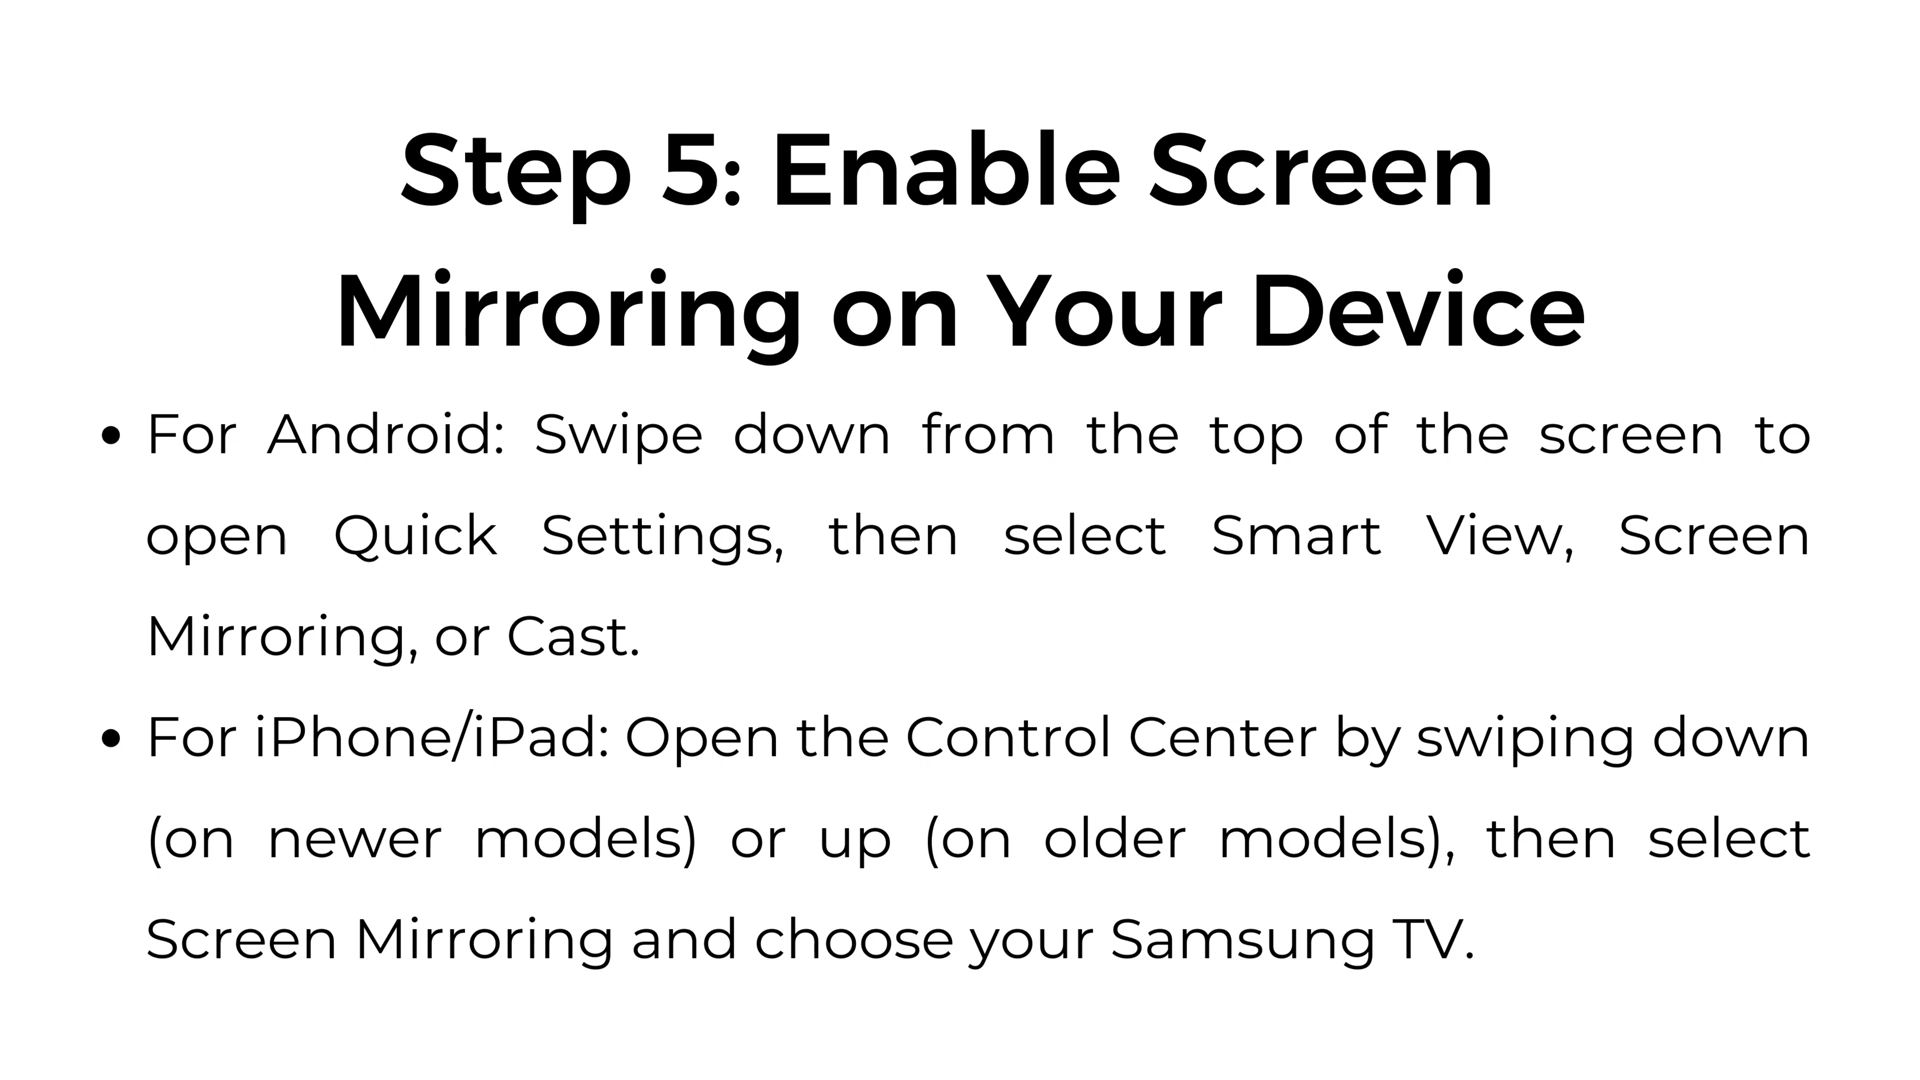 Step 5: Enable Screen
Mirroring on Your Device
• For Android: Swipe down from the top of the screen to
open Quick Settings, then select Smart View, Screen
Mirroring, or Cast.
• For iPhone/iPad: Open the Control Center by swiping down
(on newer models) or up (on older models), then select
Screen Mirroring and choose your Samsung TV.